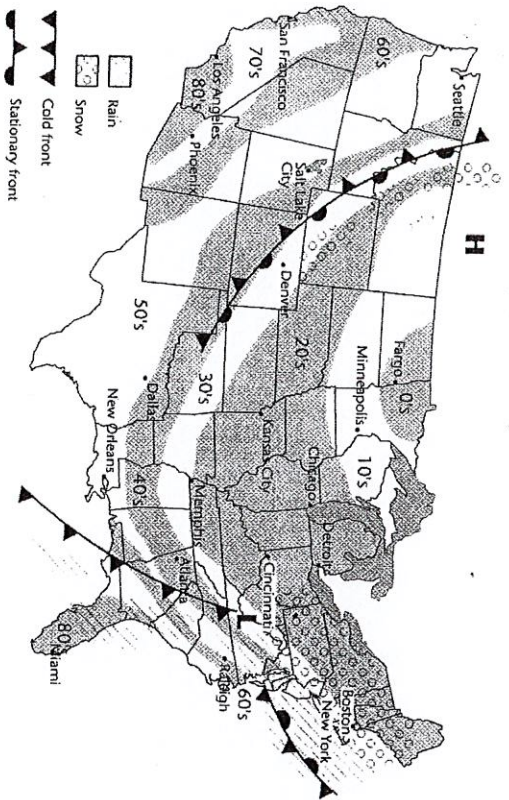 H
Seattle
60's
San Francisco
70's
Los Angeles
80's
Phoenix
Salt Lake
City
Denver
50's
30's
20's
Fargo
0's
Minneapolis
10's
Dallas
New Orleans
Kansas City
Chicago
Detroit
Memphis
40's
Atlanta
Cincinnati
L
Raleigh
60's
New York
Boston
80's
Miami
Rain
Snow
Cold front
Stationary front